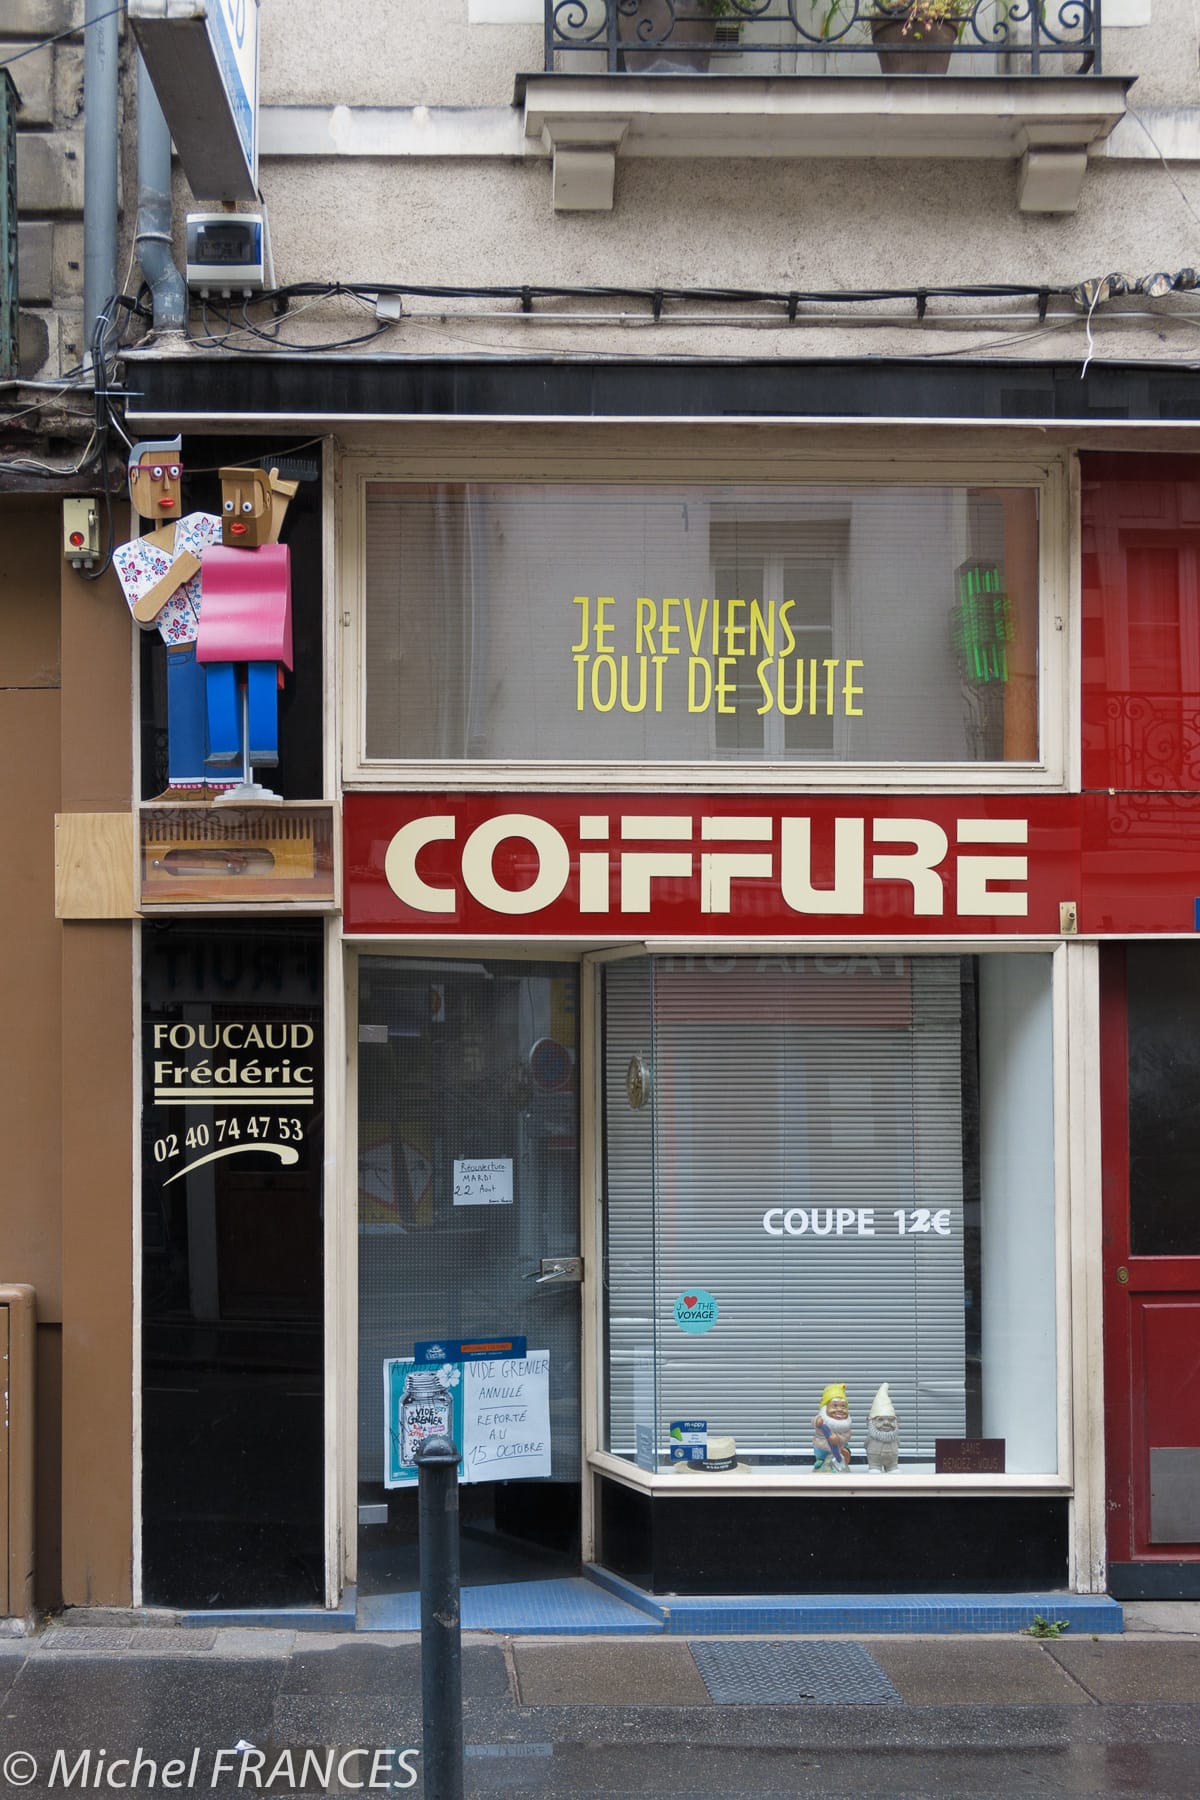 JE REVIENS
TOUT DE SUITE
COIFFURE
FOUCAUD
Frédéric
02 40 74 47 53
Réouverture
MARDI
22 Aout
COUPE 12€
J' THE
VOYAGE
VIDE GRENIER
ANNULÉ
REPORTÉ
AU
15 OCTOBRE
VIDE
GRENIER
SANS
RENDEZ-VOUS
© Michel FRANCES